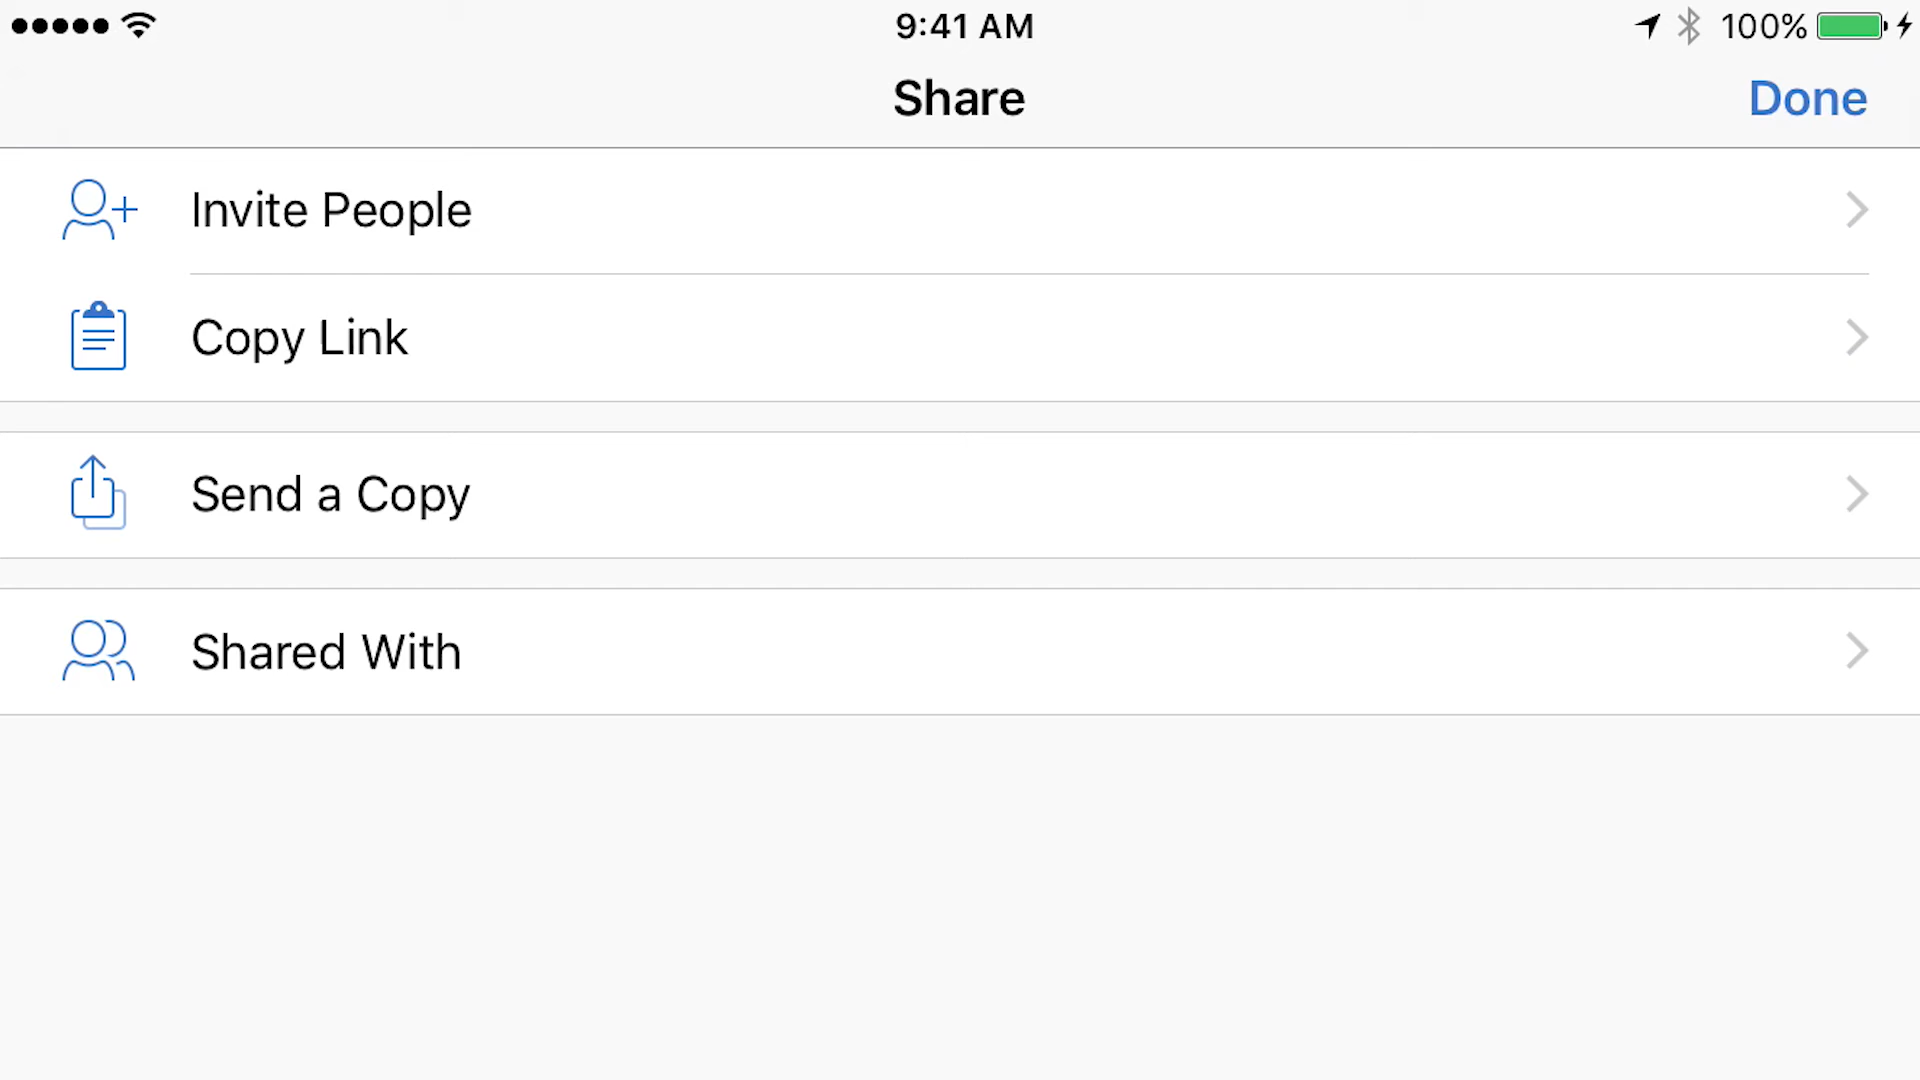 9:41 AM 100%
Share Done
Invite People
Copy Link
Send a Copy
Shared With